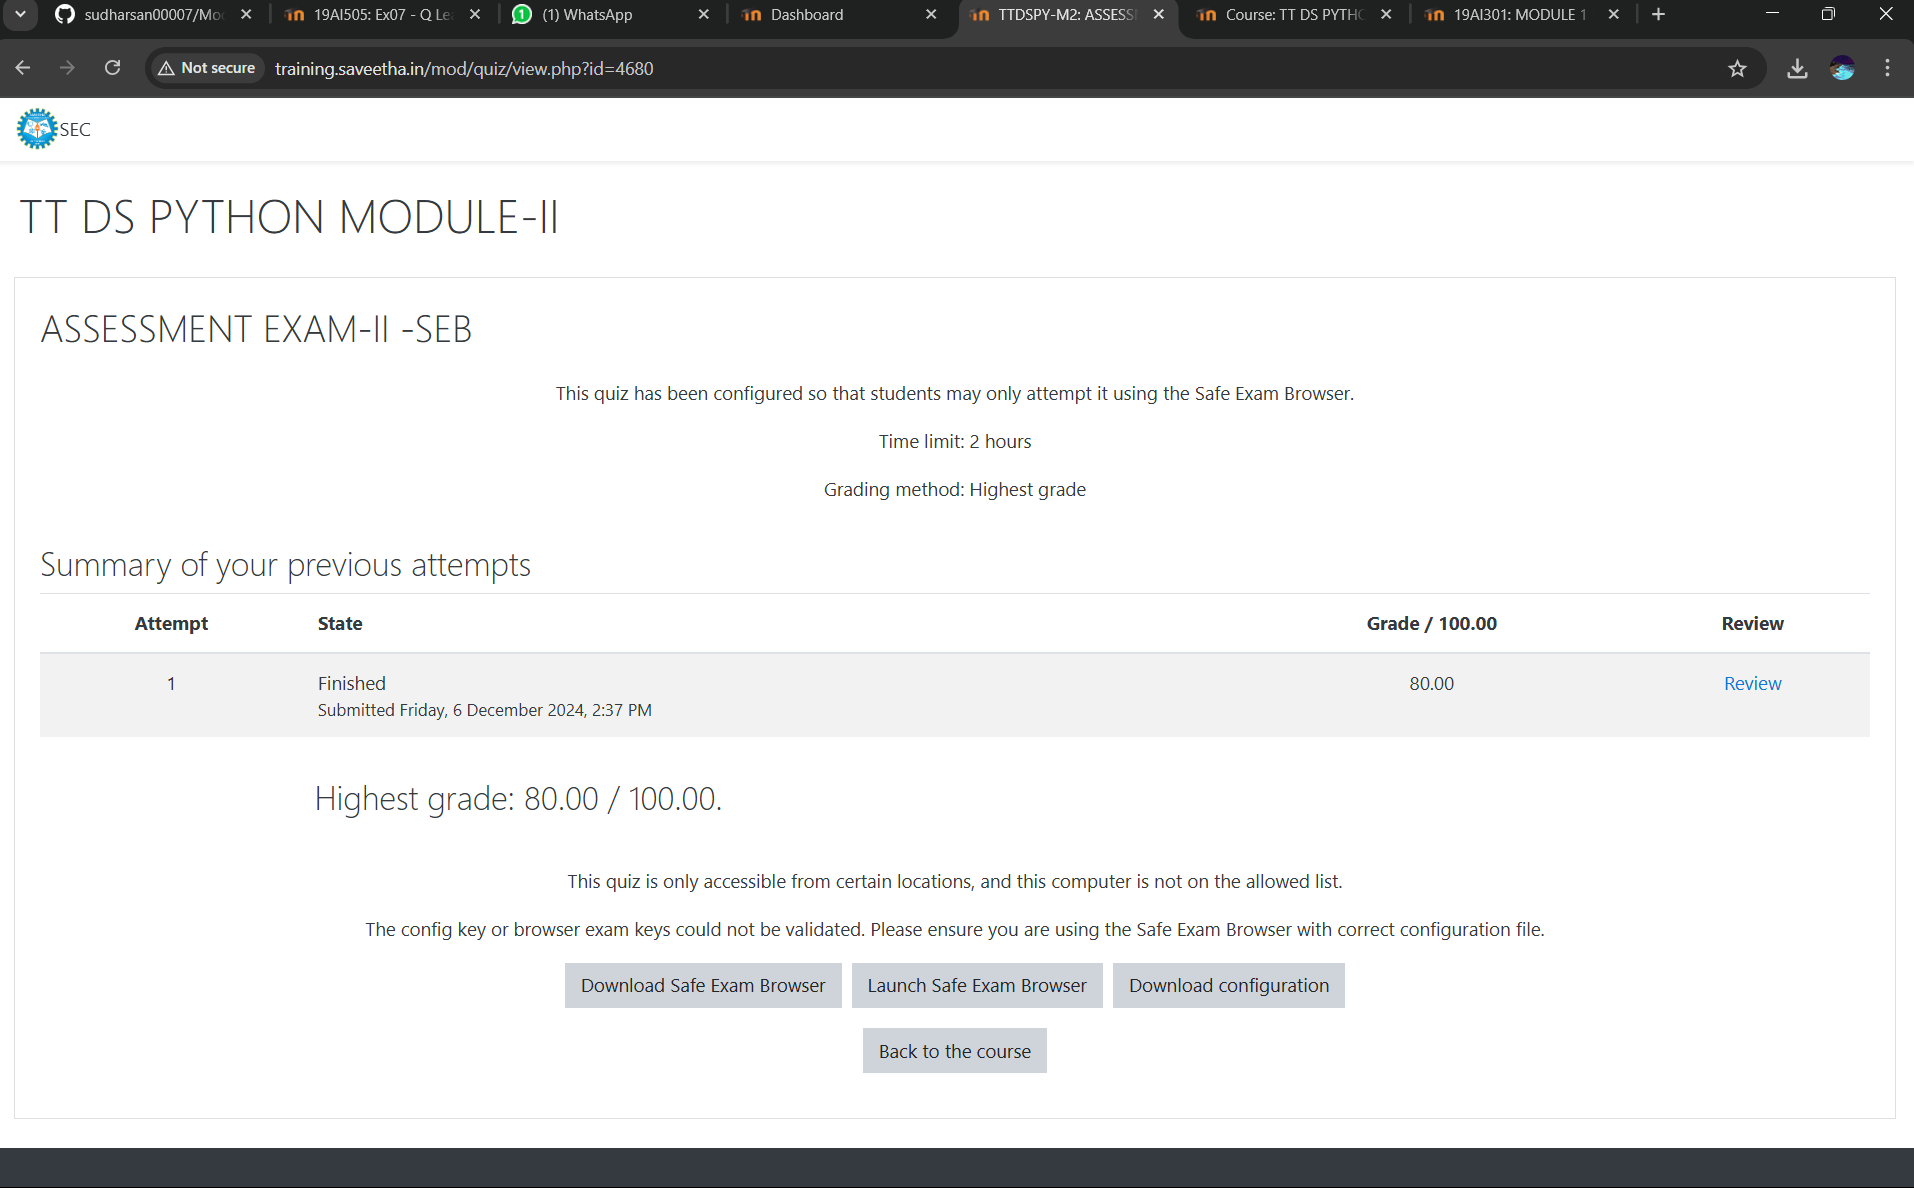 sudharsan00007/Mo
19AI505: Ex07 - Q Le
(1) WhatsApp
Dashboard
TTDSPY-M2: ASSESS
Course: TT DS PYTH
19AI301: MODULE 1
Not secure
training.saveetha.in/mod/quiz/view.php?id=4680
SEC
TT DS PYTHON MODULE-II
ASSESSMENT EXAM-II -SEB
This quiz has been configured so that students may only attempt it using the Safe Exam Browser.
Time limit: 2 hours
Grading method: Highest grade
Summary of your previous attempts
Attempt State Grade / 100.00 Review
1 Finished 80.00 Review
Submitted Friday, 6 December 2024, 2:37 PM
Highest grade: 80.00 / 100.00.
This quiz is only accessible from certain locations, and this computer is not on the allowed list.
The config key or browser exam keys could not be validated. Please ensure you are using the Safe Exam Browser with correct configuration file.
Download Safe Exam Browser Launch Safe Exam Browser Download configuration
Back to the course